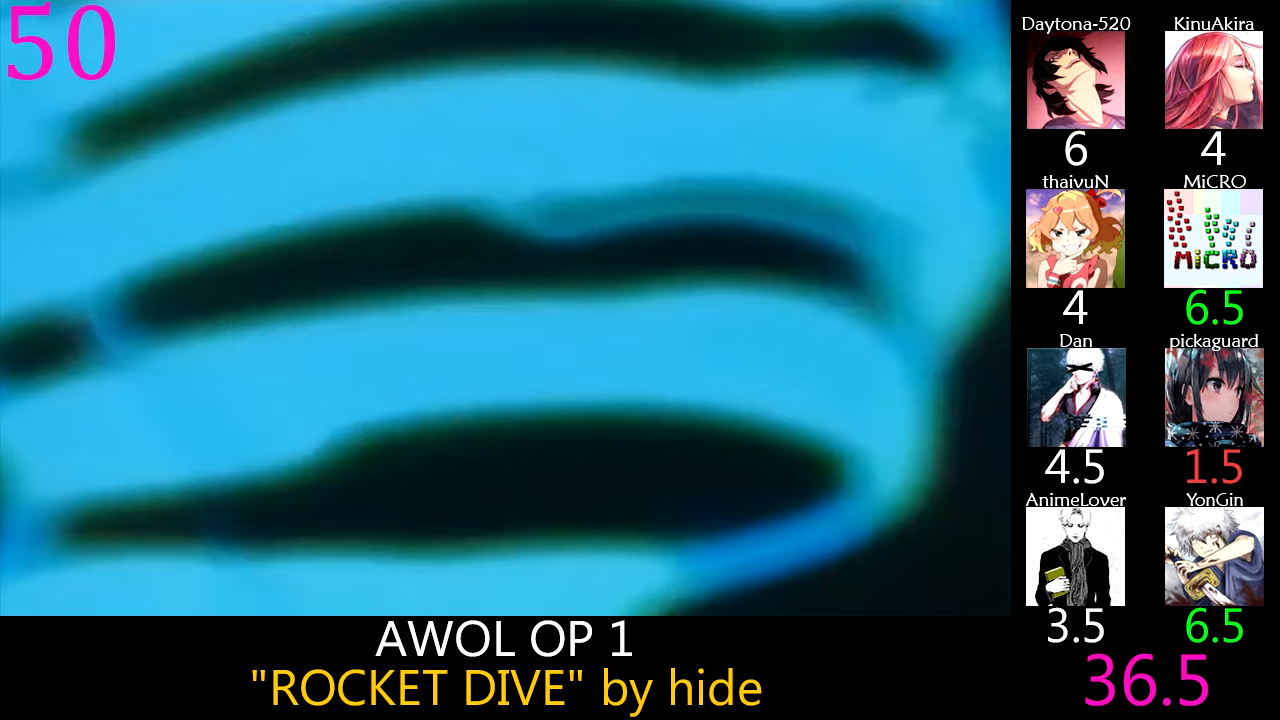 50
Daytona-520
KinuAkira
6
4
thaivuN
MiCRO
MiCRO
4
6.5
Dan
pickaguard
4.5
1.5
AnimeLover
YonGin
3.5
6.5
AWOL OP 1
"ROCKET DIVE" by hide
36.5